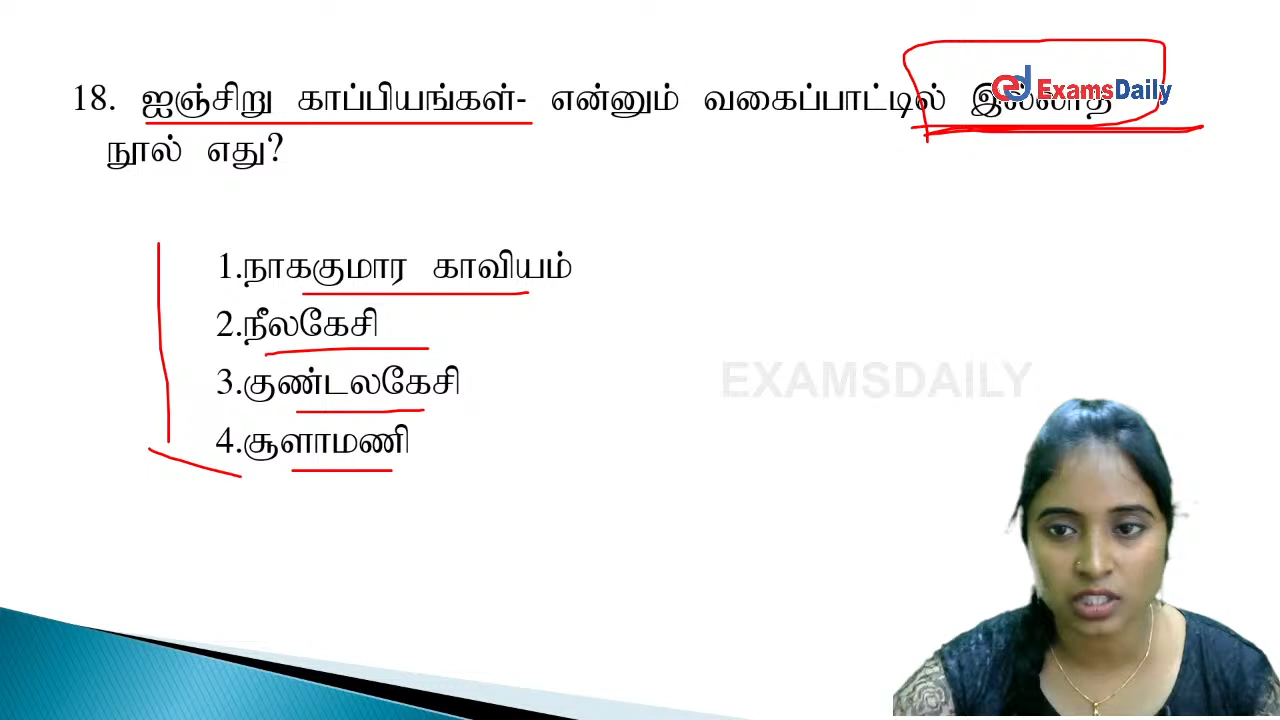 18. ஐஞ்சிறு காப்பியங்கள்- என்னும் வகைப்பாட்டில்
ExamsDaily
நூல் எது?
1.நாககுமார காவியம்
2.நீலகேசி
3.குண்டலகேசி
4.சூளாமணி
EXAMSDAILY